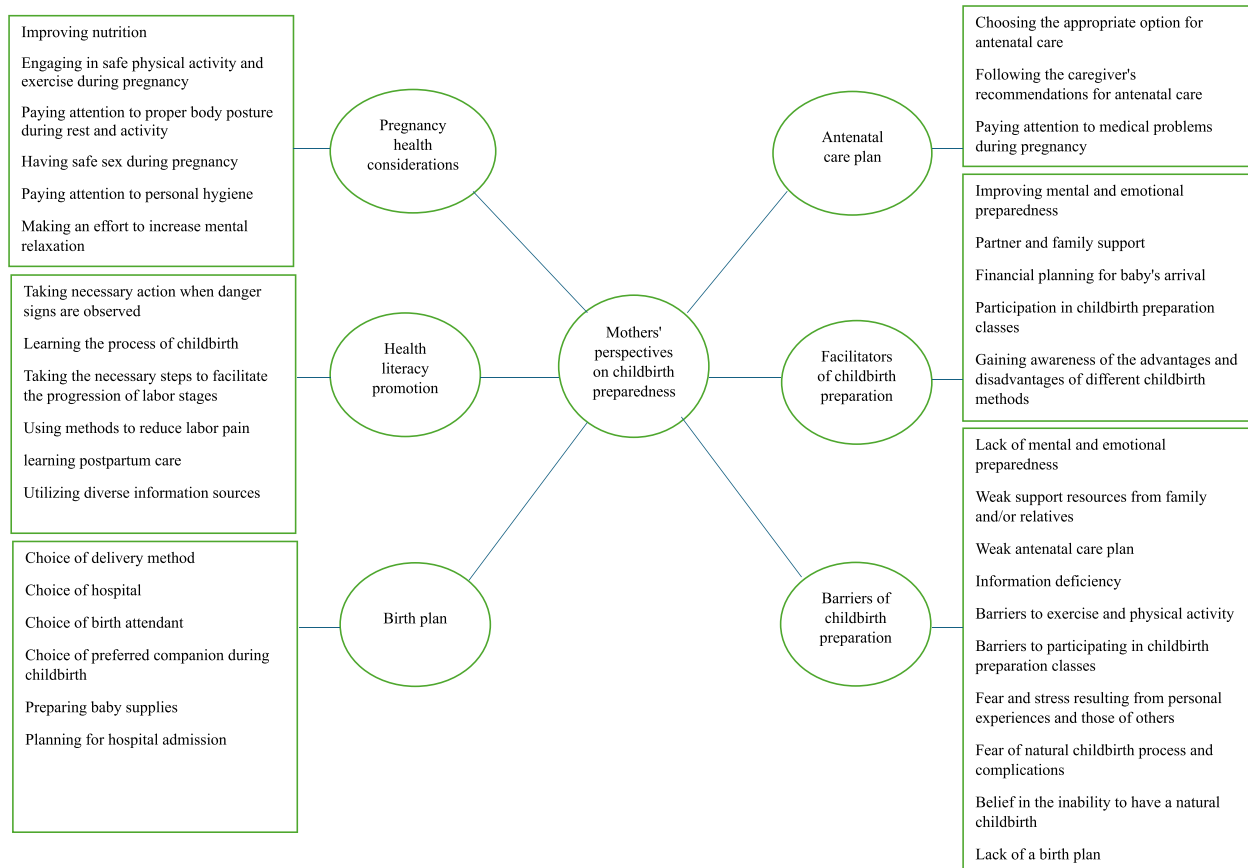 Improving nutrition
Engaging in safe physical activity and
exercise during pregnancy
Paying attention to proper body posture
during rest and activity
Having safe sex during pregnancy
Paying attention to personal hygiene
Making an effort to increase mental
relaxation
Pregnancy
health
considerations
Taking necessary action when danger
signs are observed
Learning the process of childbirth
Taking the necessary steps to facilitate
the progression of labor stages
Using methods to reduce labor pain
learning postpartum care
Utilizing diverse information sources
Health
literacy
promotion
Choice of delivery method
Choice of hospital
Choice of birth attendant
Choice of preferred companion during
childbirth
Preparing baby supplies
Planning for hospital admission
Birth plan
Mothers'
perspectives
on childbirth
preparedness
Antenatal
care plan
Choosing the appropriate option for
antenatal care
Following the caregiver's
recommendations for antenatal care
Paying attention to medical problems
during pregnancy
Facilitators
of childbirth
preparation
Improving mental and emotional
preparedness
Partner and family support
Financial planning for baby's arrival
Participation in childbirth preparation
classes
Gaining awareness of the advantages and
disadvantages of different childbirth
methods
Barriers of
childbirth
preparation
Lack of mental and emotional
preparedness
Weak support resources from family
and/or relatives
Weak antenatal care plan
Information deficiency
Barriers to exercise and physical activity
Barriers to participating in childbirth
preparation classes
Fear and stress resulting from personal
experiences and those of others
Fear of natural childbirth process and
complications
Belief in the inability to have a natural
childbirth
Lack of a birth plan